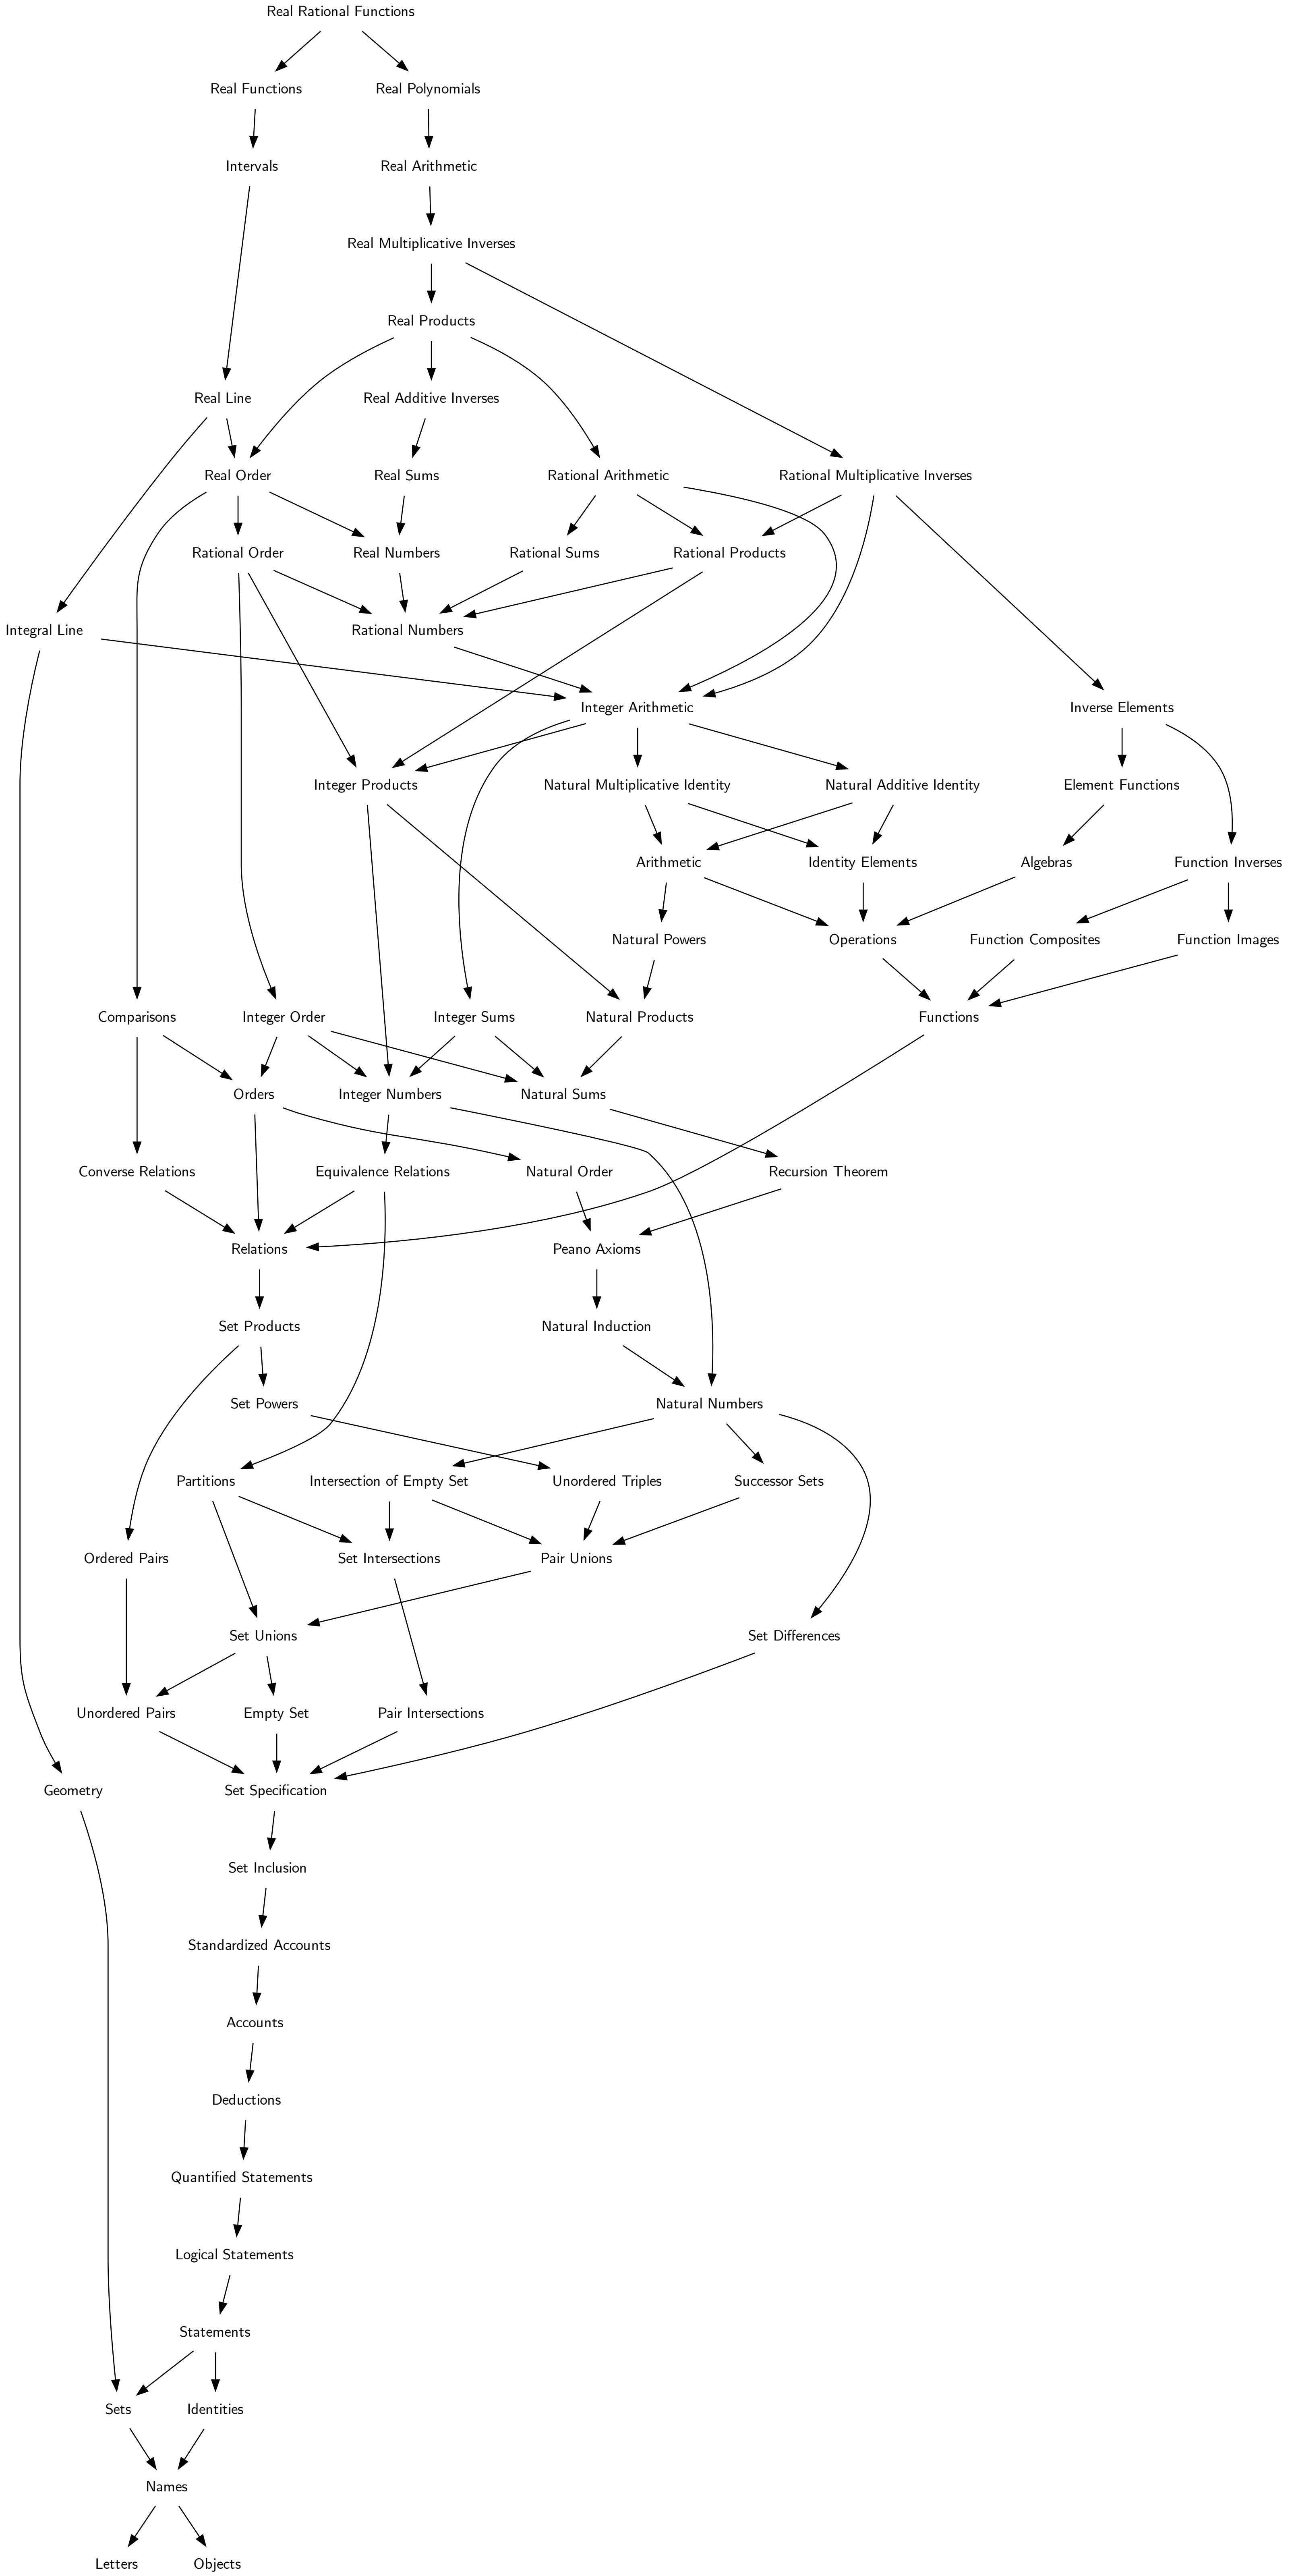 Real Rational Functions
Real Functions
Real Polynomials
Intervals
Real Arithmetic
Real Multiplicative Inverses
Real Products
Real Line
Real Additive Inverses
Real Order
Real Sums
Rational Arithmetic
Rational Multiplicative Inverses
Rational Order
Real Numbers
Rational Sums
Rational Products
Integral Line
Rational Numbers
Integer Arithmetic
Inverse Elements
Integer Products
Natural Multiplicative Identity
Natural Additive Identity
Element Functions
Arithmetic
Identity Elements
Algebras
Function Inverses
Natural Powers
Operations
Function Composites
Function Images
Comparisons
Integer Order
Integer Sums
Natural Products
Functions
Orders
Integer Numbers
Natural Sums
Converse Relations
Equivalence Relations
Natural Order
Recursion Theorem
Relations
Peano Axioms
Set Products
Natural Induction
Set Powers
Natural Numbers
Partitions
Intersection of Empty Set
Unordered Triples
Successor Sets
Ordered Pairs
Set Intersections
Pair Unions
Set Unions
Set Differences
Unordered Pairs
Empty Set
Pair Intersections
Geometry
Set Specification
Set Inclusion
Standardized Accounts
Accounts
Deductions
Quantified Statements
Logical Statements
Statements
Sets
Identities
Names
Letters
Objects